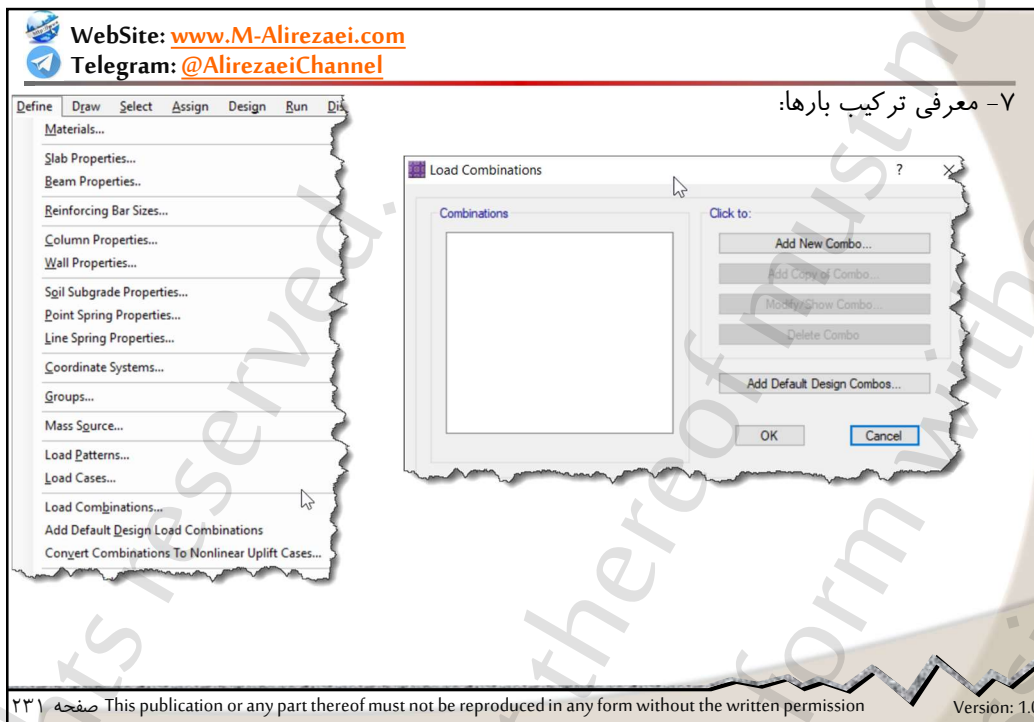 WebSite: www.M-Alirezaei.com
Telegram: @AlirezaeiChannel
۷- معرفی ترکیب بارها:
Define Draw Select Assign Design Run
Materials...
Slab Properties...
Beam Properties..
Reinforcing Bar Sizes...
Column Properties...
Wall Properties...
Soil Subgrade Properties...
Point Spring Properties...
Line Spring Properties...
Coordinate Systems...
Groups...
Mass Source...
Load Patterns...
Load Cases...
Load Combinations...
Add Default Design Load Combinations
Convert Combinations To Nonlinear Uplift Cases...
Load Combinations ?
Combinations
Click to:
Add New Combo...
Add Copy of Combo...
Modify/Show Combo...
Delete Combo
Add Default Design Combos...
OK Cancel
صفحه ۲۳۱ This publication or any part thereof must not be reproduced in any form without the written permission
Version: 1.